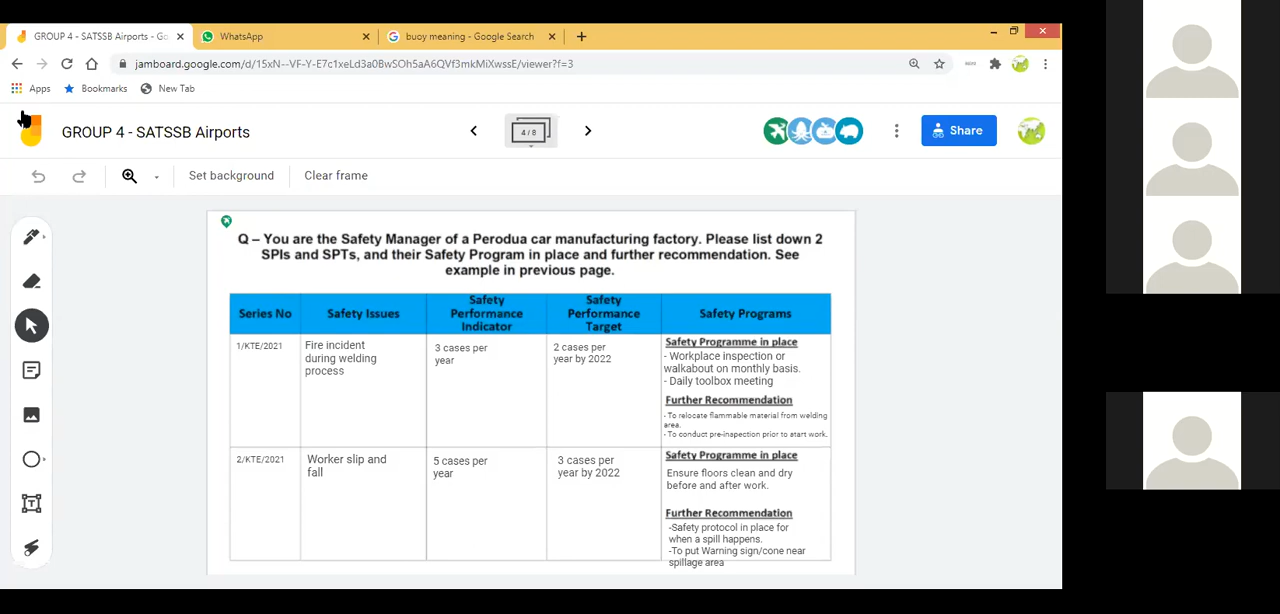 GROUP 4 - SATSSB Airports - Go
WhatsApp
buoy meaning - Google Search
jamboard.google.com/d/15xN--VF-Y-E7c1xeLd3a0BwSOh5aA6QVf3mkMiXwssE/viewer?f=3
Apps
Bookmarks
New Tab
GROUP 4 - SATSSB Airports
4 / 8
Share
Set background
Clear frame
Q – You are the Safety Manager of a Perodua car manufacturing factory. Please list down 2
SPIs and SPTs, and their Safety Program in place and further recommendation. See
example in previous page.
Series No
Safety Issues
Safety
Performance
Indicator
Safety
Performance
Target
Safety Programs
1/KTE/2021
Fire incident
during welding
process
3 cases per
year
2 cases per
year by 2022
Safety Programme in place
- Workplace inspection or
walkabout on monthly basis.
- Daily toolbox meeting
Further Recommendation
- To relocate flammable material from welding
area.
- To conduct pre-inapection prior to atart work.
2/KTE/2021
Worker slip and
fall
5 cases per
year
3 cases per
year by 2022
Safety Programme in place
Ensure floors clean and dry
before and after work.
Further Recommendation
-Safety protocol in place for
when a spill happens.
-To put Warning sign/cone near
spillage area